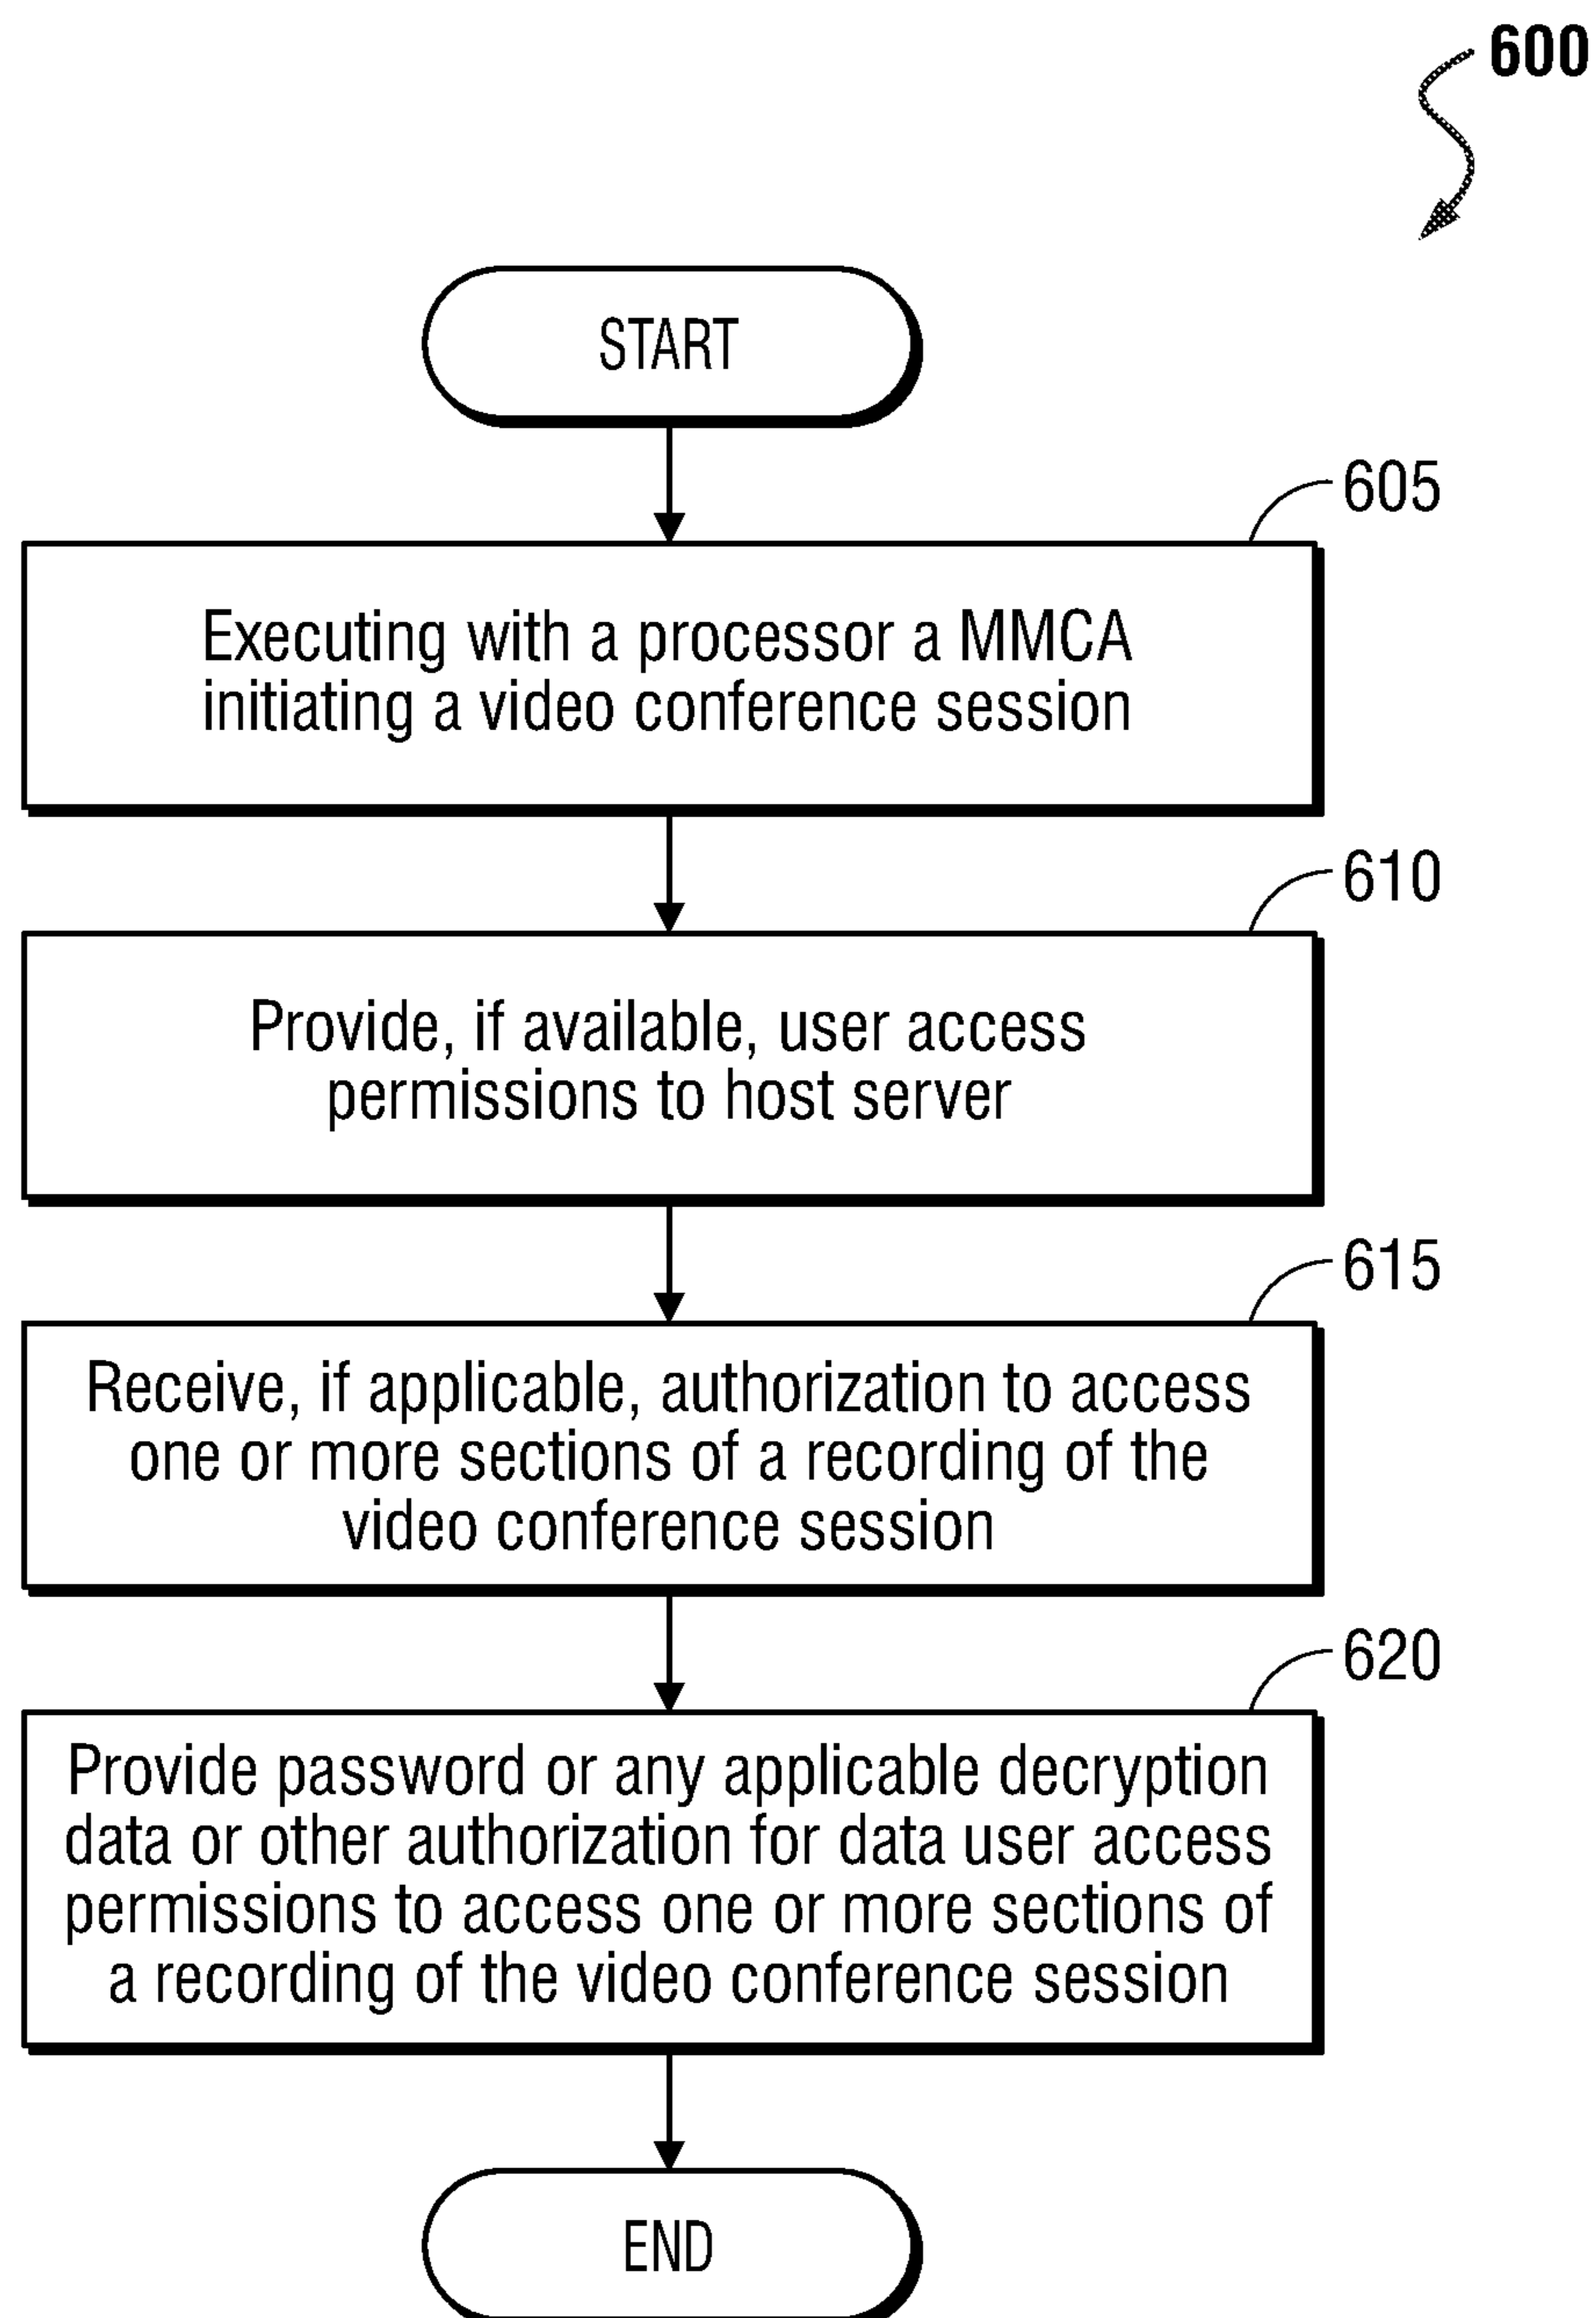 600
START
605
Executing with a processor a MMCA
initiating a video conference session
610
Provide, if available, user access
permissions to host server
615
Receive, if applicable, authorization to access
one or more sections of a recording of the
video conference session
620
Provide password or any applicable decryption
data or other authorization for data user access
permissions to access one or more sections of
a recording of the video conference session
END